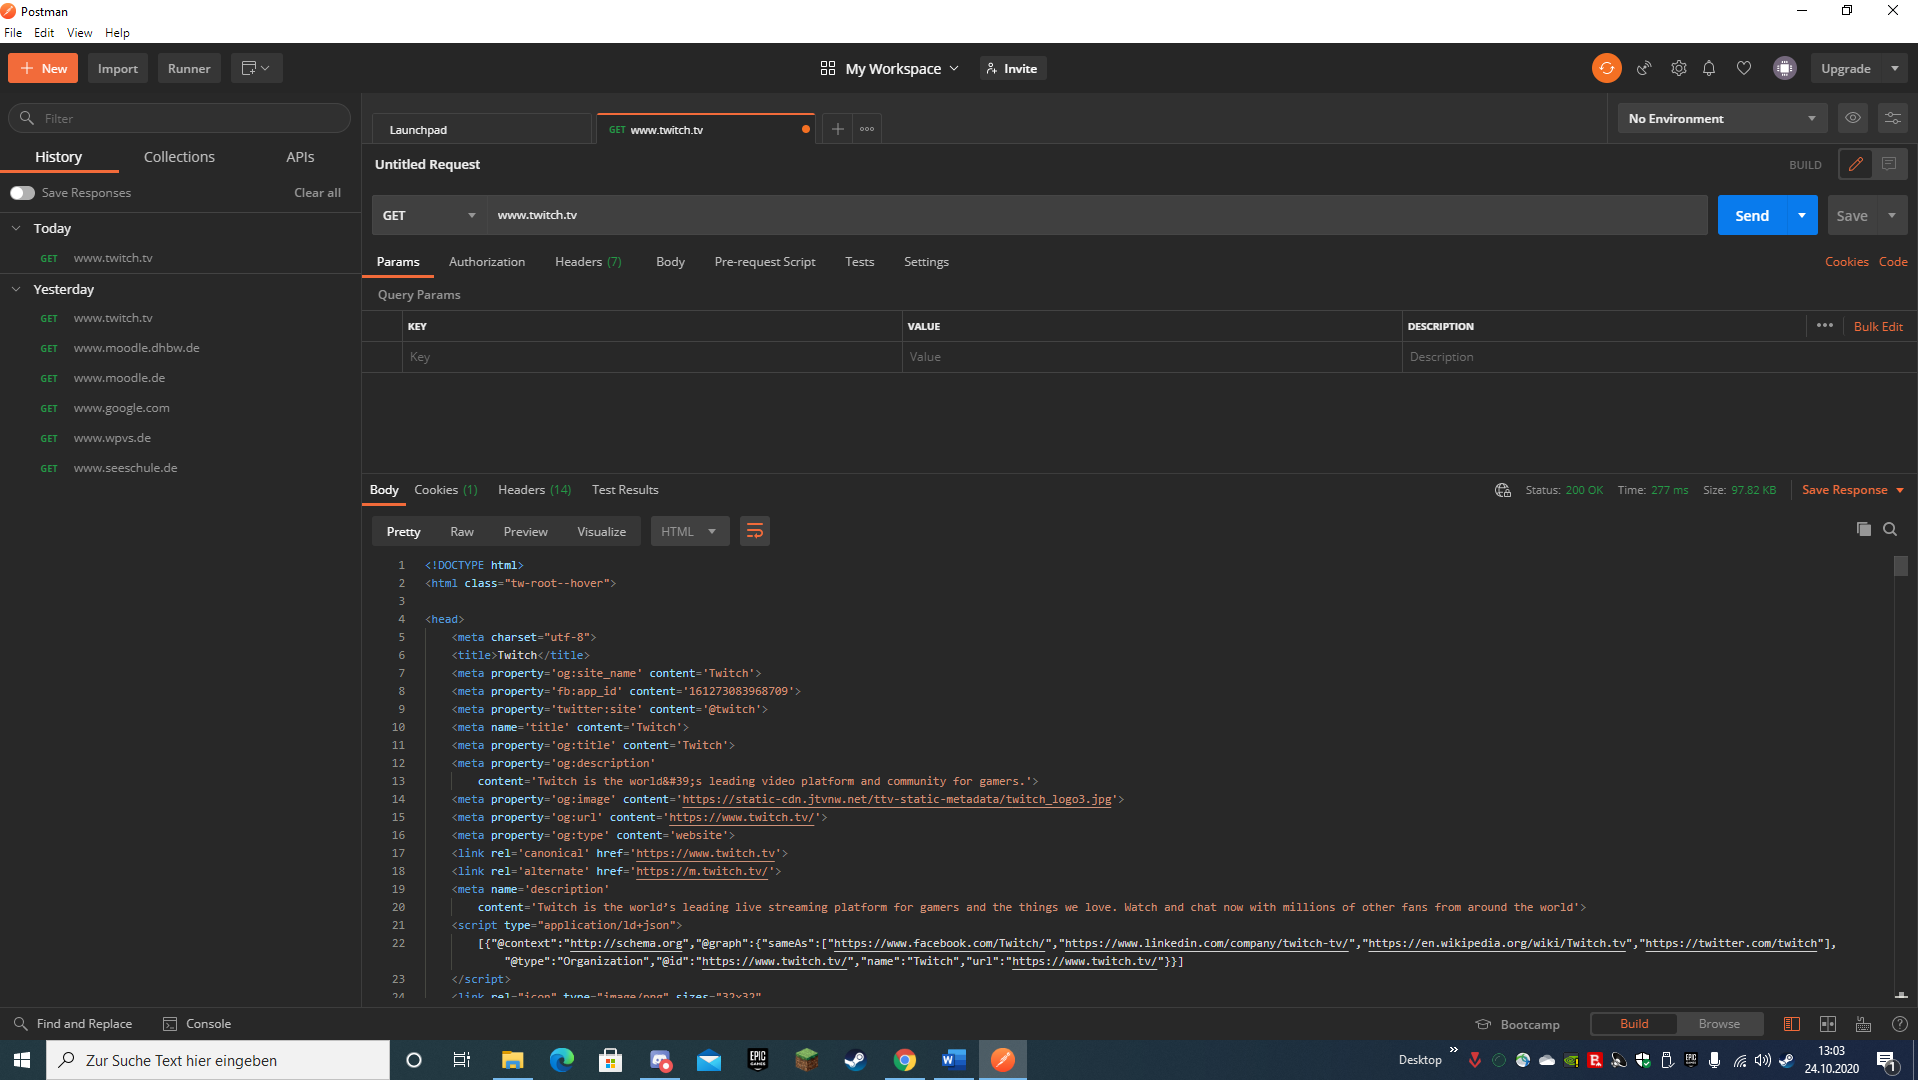 Postman
File Edit View Help
New Import Runner
My Workspace Invite
Upgrade
Filter
History Collections APIs
Save Responses Clear all
Today
GET www.twitch.tv
Yesterday
GET www.twitch.tv
GET www.moodle.dhbw.de
GET www.moodle.de
GET www.google.com
GET www.wpvs.de
GET www.seeschule.de
Launchpad
GET www.twitch.tv
No Environment
Untitled Request
BUILD
GET www.twitch.tv
Send Save
Params Authorization Headers (7) Body Pre-request Script Tests Settings
Cookies Code
Query Params
KEY VALUE DESCRIPTION
Bulk Edit
Key Value Description
Body Cookies (1) Headers (14) Test Results
Status: 200 OK Time: 277 ms Size: 97.82 KB Save Response
Pretty Raw Preview Visualize HTML
1 <!DOCTYPE html>
2 <html class="tw-root--hover">
3
4 <head>
5 <meta charset="utf-8">
6 <title>Twitch</title>
7 <meta property='og:site_name' content='Twitch'>
8 <meta property='fb:app_id' content='161273083968709'>
9 <meta property='twitter:site' content='@twitch'>
10 <meta name='title' content='Twitch'>
11 <meta property='og:title' content='Twitch'>
12 <meta property='og:description'
13 content='Twitch is the world&#39;s leading video platform and community for gamers.'>
14 <meta property='og:image' content='https://static-cdn.jtvnw.net/ttv-static-metadata/twitch_logo3.jpg'>
15 <meta property='og:url' content='https://www.twitch.tv/'>
16 <meta property='og:type' content='website'>
17 <link rel='canonical' href='https://www.twitch.tv'>
18 <link rel='alternate' href='https://m.twitch.tv/'>
19 <meta name='description'
20 content='Twitch is the world’s leading live streaming platform for gamers and the things we love. Watch and chat now with millions of other fans from around the world'>
21 <script type="application/ld+json">
22 [{"@context":"http://schema.org","@graph":{"sameAs":["https://www.facebook.com/Twitch/","https://www.linkedin.com/company/twitch-tv/","https://en.wikipedia.org/wiki/Twitch.tv","https://twitter.com/twitch"],
"@type":"Organization","@id":"https://www.twitch.tv/","name":"Twitch","url":"https://www.twitch.tv/"}}]
23 </script>
24 <link rel="icon" type="image/png" sizes="32x32"
Find and Replace Console
Bootcamp Build Browse
Zur Suche Text hier eingeben
EPIC GAMES
Desktop
13:03
24.10.2020
1